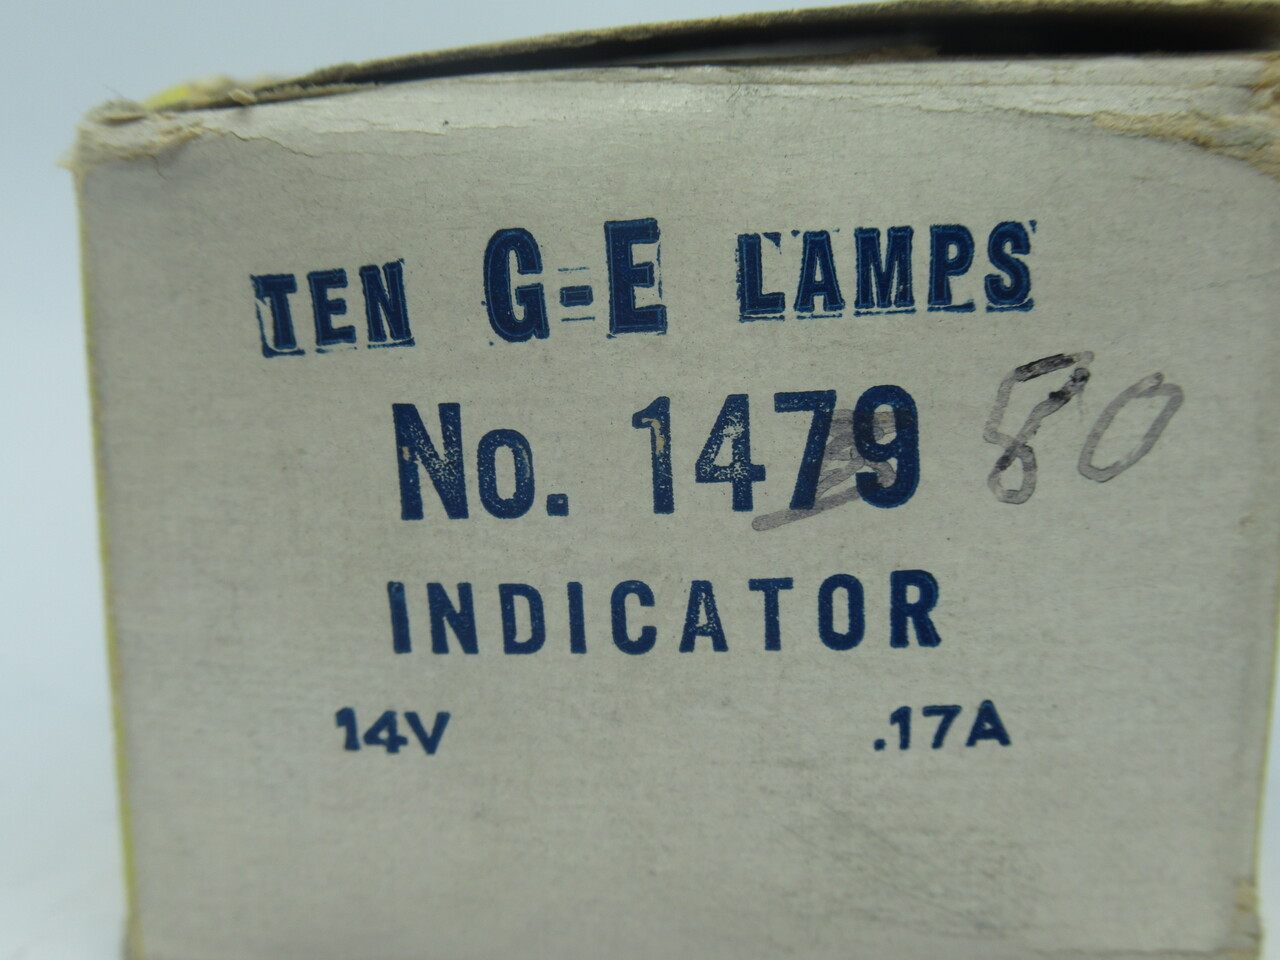 TEN G-E LAMPS
No. 1479 80
INDICATOR
14V .17A